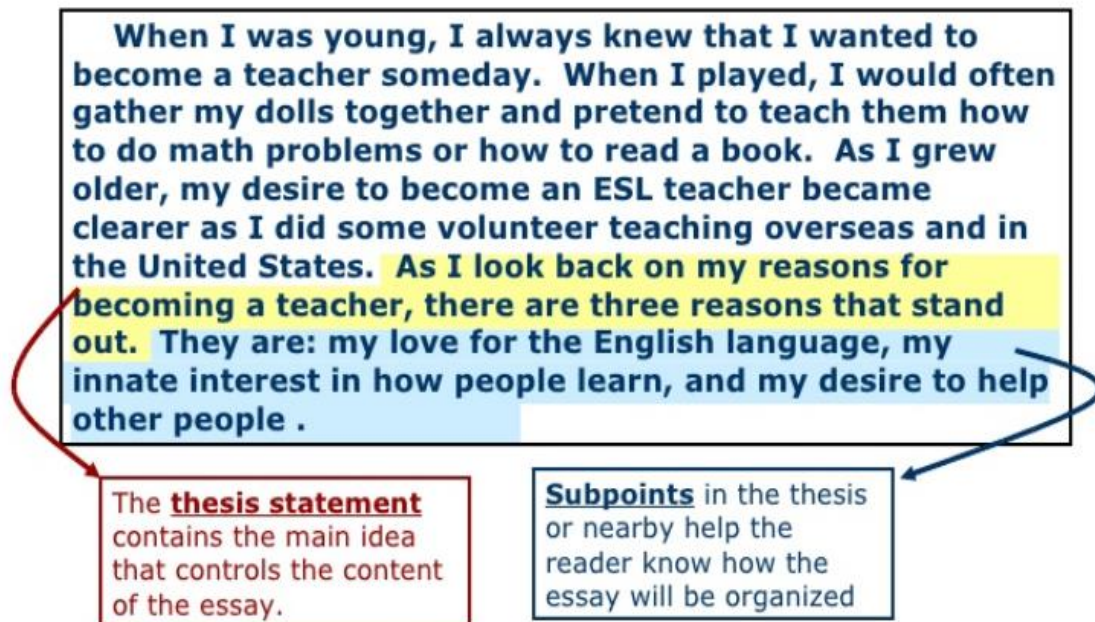 When I was young, I always knew that I wanted to
become a teacher someday. When I played, I would often
gather my dolls together and pretend to teach them how
to do math problems or how to read a book. As I grew
older, my desire to become an ESL teacher became
clearer as I did some volunteer teaching overseas and in
the United States. As I look back on my reasons for
becoming a teacher, there are three reasons that stand
out. They are: my love for the English language, my
innate interest in how people learn, and my desire to help
other people .
The thesis statement
contains the main idea
that controls the content
of the essay.
Subpoints in the thesis
or nearby help the
reader know how the
essay will be organized